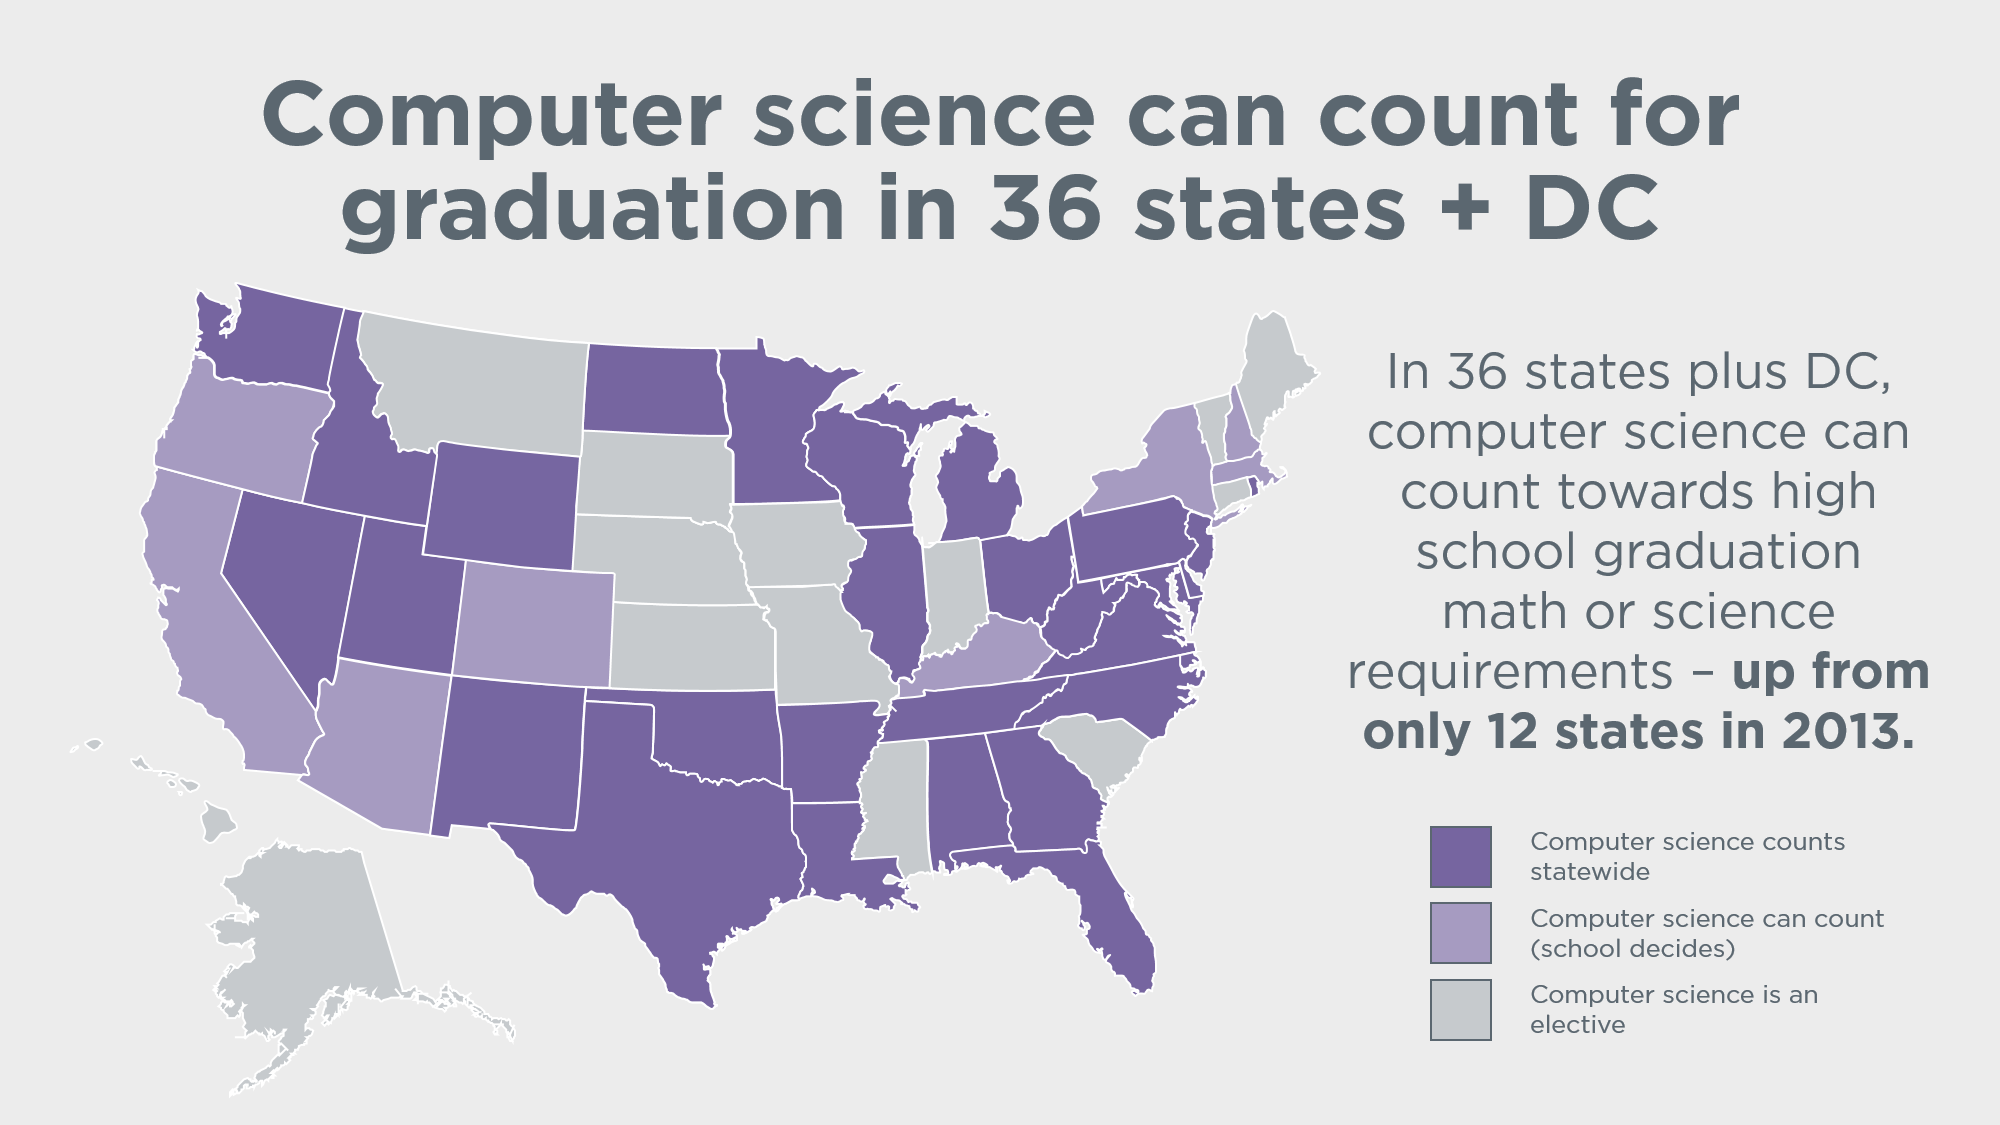 Computer science can count for
graduation in 36 states + DC
In 36 states plus DC,
computer science can
count towards high
school graduation
math or science
requirements – up from
only 12 states in 2013.
Computer science counts
statewide
Computer science can count
(school decides)
Computer science is an
elective